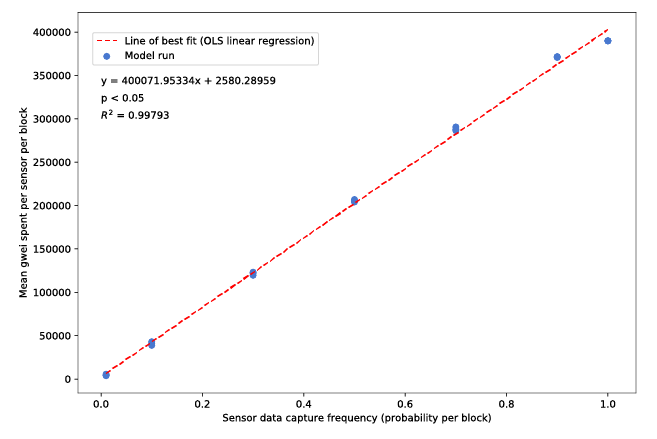 400000
350000
300000
250000
200000
150000
100000
50000
0
Mean gwei spent per sensor per block
Line of best fit (OLS linear regression)
Model run
y = 400071.95334x + 2580.28959
p < 0.05
R² = 0.99793
0.0 0.2 0.4 0.6 0.8 1.0
Sensor data capture frequency (probability per block)